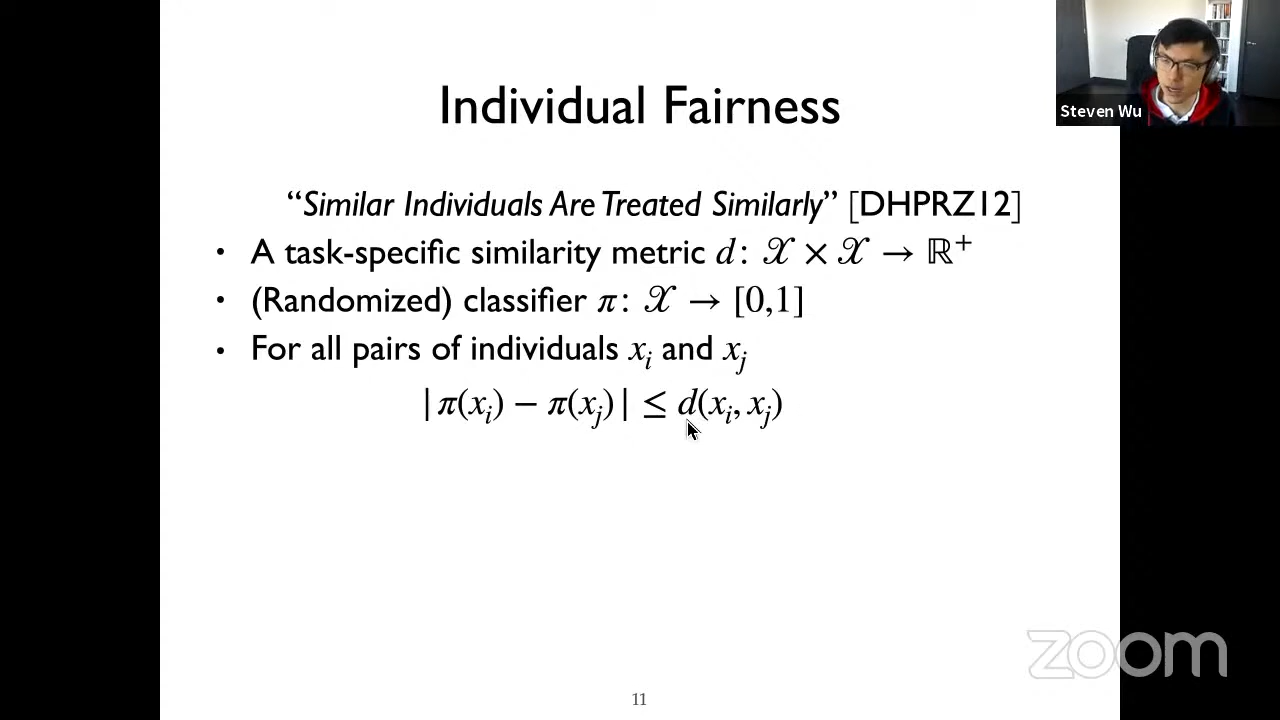 Individual Fairness
“Similar Individuals Are Treated Similarly” [DHPRZ12]
• A task-specific similarity metric d: 𝒳 × 𝒳 → ℝ⁺
• (Randomized) classifier π: 𝒳 → [0,1]
• For all pairs of individuals xᵢ and xⱼ
|π(xᵢ) − π(xⱼ)| ≤ d(xᵢ, xⱼ)
Steven Wu
zoom
11